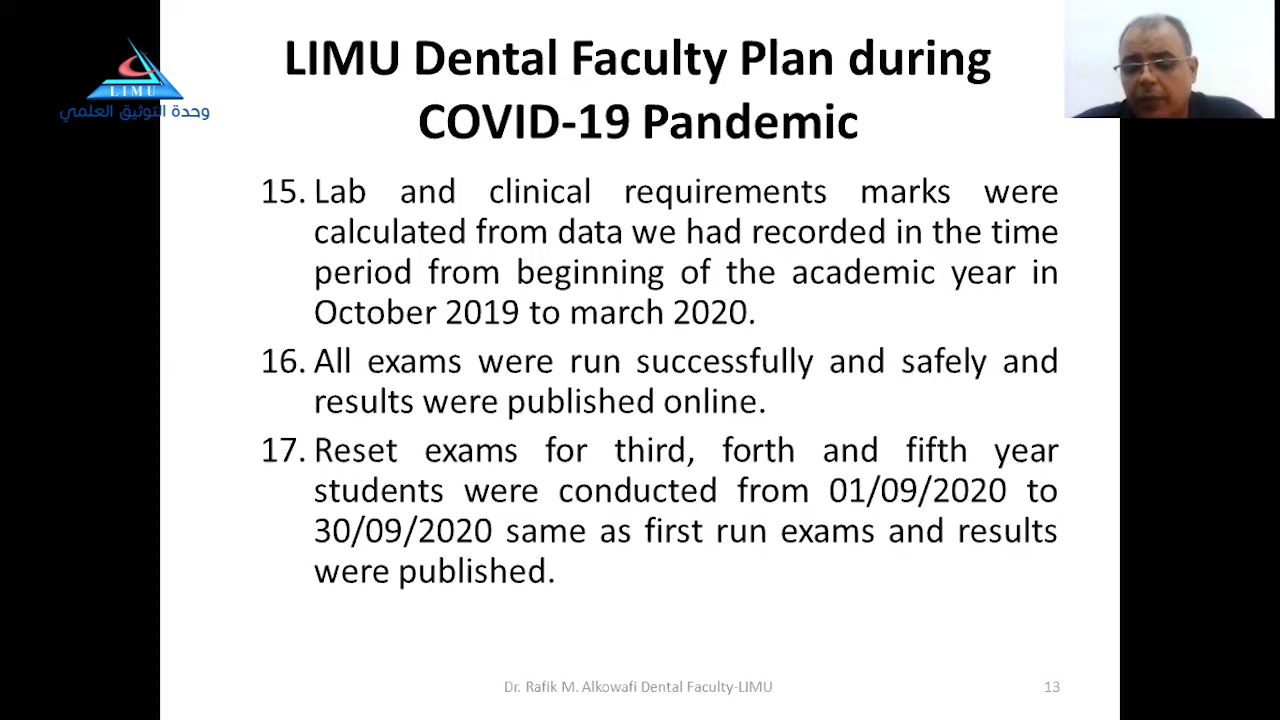 LIMU Dental Faculty Plan during
COVID-19 Pandemic
LIMU
وحدة التوثيق العلمي
15. Lab and clinical requirements marks were
calculated from data we had recorded in the time
period from beginning of the academic year in
October 2019 to march 2020.
16. All exams were run successfully and safely and
results were published online.
17. Reset exams for third, forth and fifth year
students were conducted from 01/09/2020 to
30/09/2020 same as first run exams and results
were published.
Dr. Rafik M. Alkowafi Dental Faculty-LIMU
13